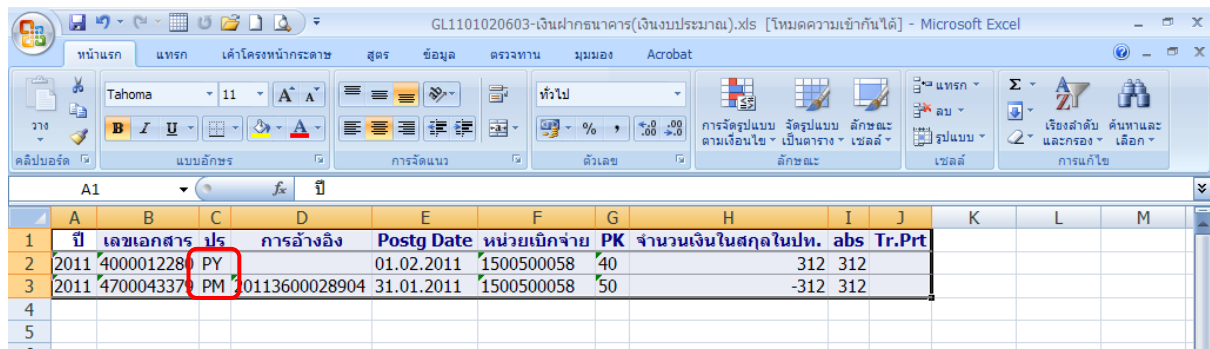 GL1101020603-เงินฝากธนาคาร(เงินงบประมาณ).xls [โหมดความเข้ากันได้] - Microsoft Excel
หน้าแรก แทรก เค้าโครงหน้ากระดาษ สูตร ข้อมูล ตรวจทาน มุมมอง Acrobat
วาง Tahoma 11 A A ทั่วไป การจัดรูปแบบตามเงื่อนไข จัดรูปแบบเป็นตาราง ลักษณะเซลล์ แทรก ลบ รูปแบบ Σ เรียงลำดับและกรอง ค้นหาและเลือก
B I U A % , .0 .00 .00 .0
คลิปบอร์ด แบบอักษร การจัดแนว ตัวเลข ลักษณะ เซลล์ การแก้ไข
A1 fx ปี
A B C D E F G H I J K L M
1 ปี เลขเอกสาร ปร การอ้างอิง Postg Date หน่วยเบิกจ่าย PK จำนวนเงินในสกุลในปท. abs Tr.Prt
2 2011 4000012280 PY 01.02.2011 1500500058 40 312 312
3 2011 4700043379 PM 20113600028904 31.01.2011 1500500058 50 -312 312
4
5